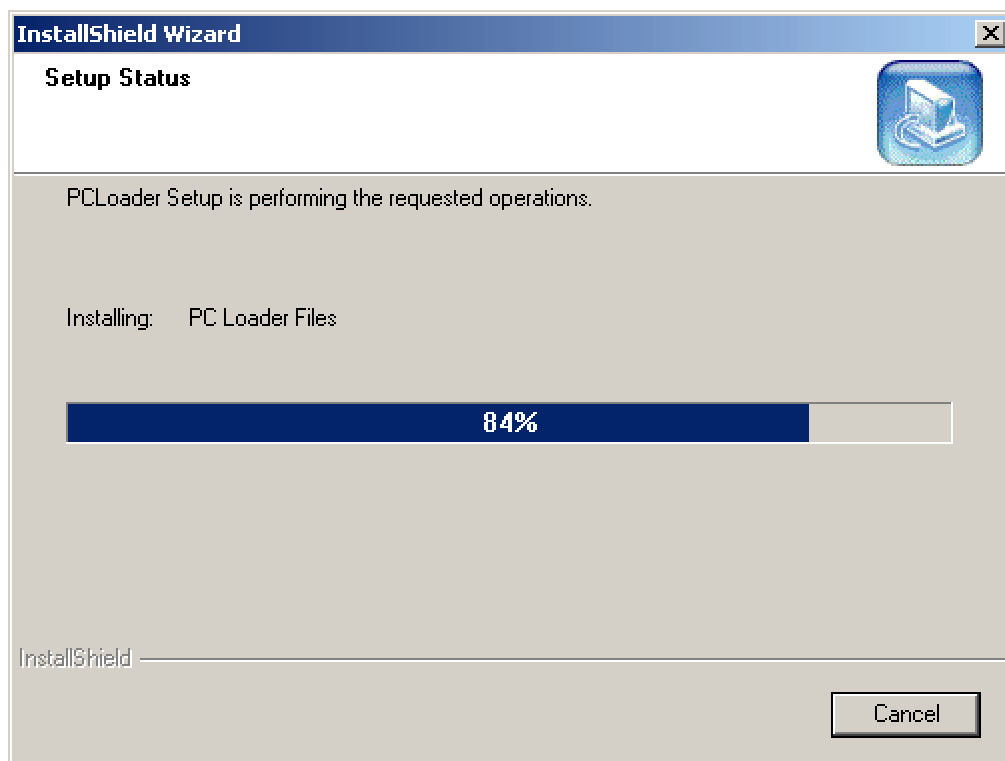 InstallShield Wizard
Setup Status
PCLoader Setup is performing the requested operations.
Installing: PC Loader Files
84%
InstallShield
Cancel